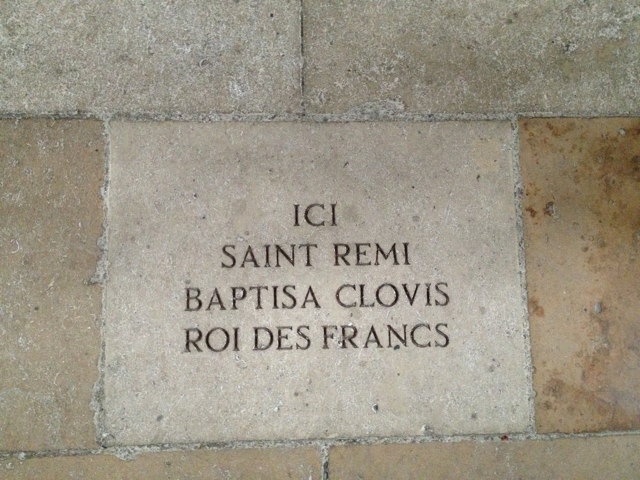 ICI
SAINT REMI
BAPTISA CLOVIS
ROI DES FRANCS